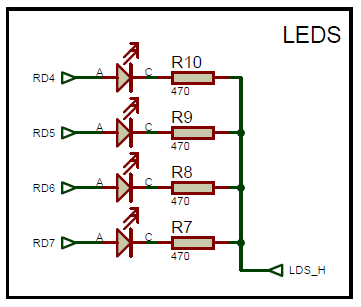 LEDS
R10
RD4 A C
470
R9
RD5 A C
470
R8
RD6 A C
470
R7
RD7 A C
470
LDS_H